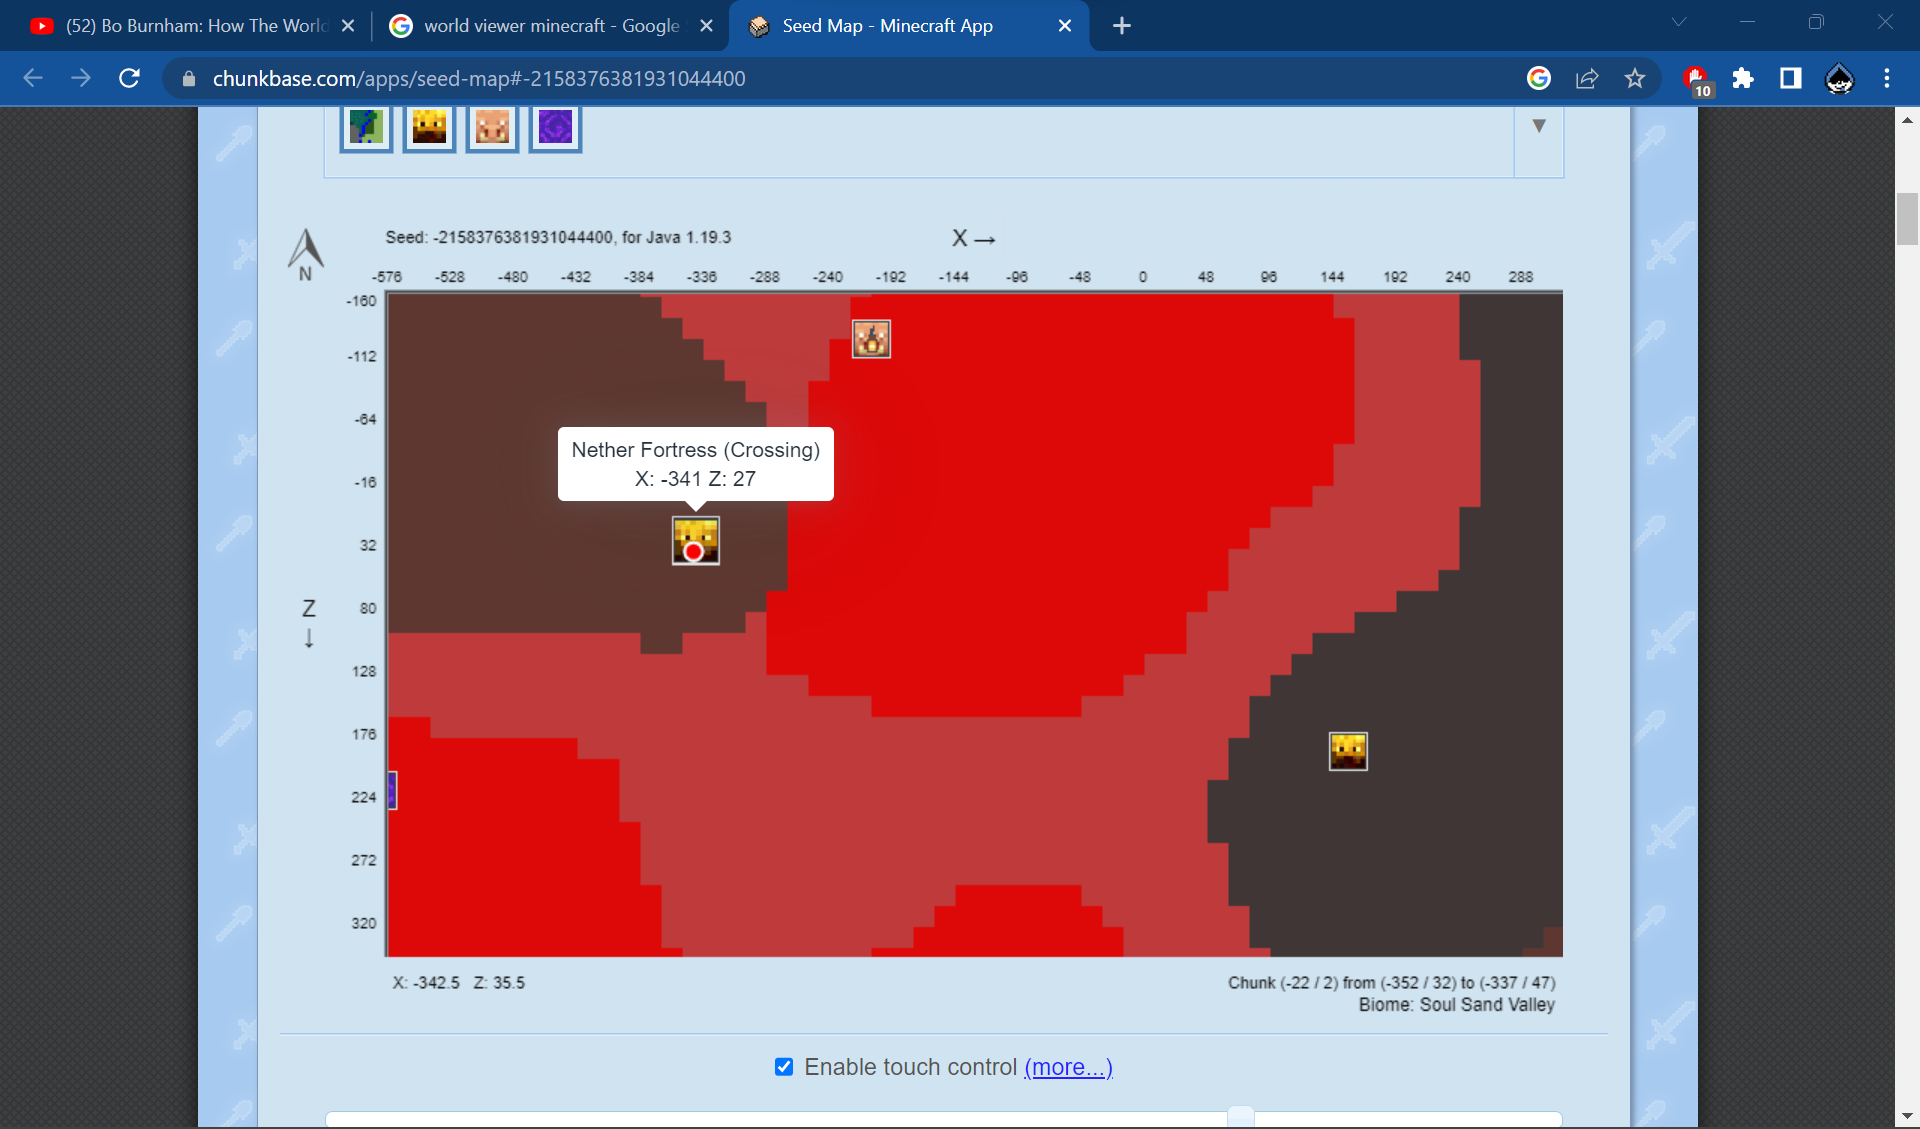 (52) Bo Burnham: How The World
world viewer minecraft - Google
Seed Map - Minecraft App
chunkbase.com/apps/seed-map#-2158376381931044400
10
N
Seed: -2158376381931044400, for Java 1.19.3
X →
-576 -528 -480 -432 -384 -336 -288 -240 -192 -144 -96 -48 0 48 96 144 192 240 288
-160
-112
-64
Nether Fortress (Crossing)
X: -341 Z: 27
-16
32
Z
↓
80
128
176
224
272
320
X: -342.5 Z: 35.5
Chunk (-22 / 2) from (-352 / 32) to (-337 / 47)
Biome: Soul Sand Valley
Enable touch control (more...)